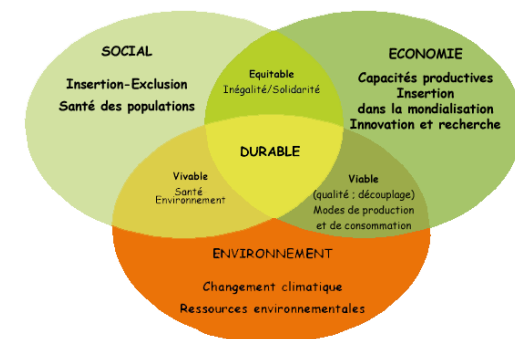 SOCIAL
Insertion-Exclusion
Santé des populations
Equitable
Inégalité/Solidarité
ECONOMIE
Capacités productives
Insertion
dans la mondialisation
Innovation et recherche
DURABLE
Vivable
Santé
Environnement
Viable
(qualité ; découplage)
Modes de production
et de consommation
ENVIRONNEMENT
Changement climatique
Ressources environnementales